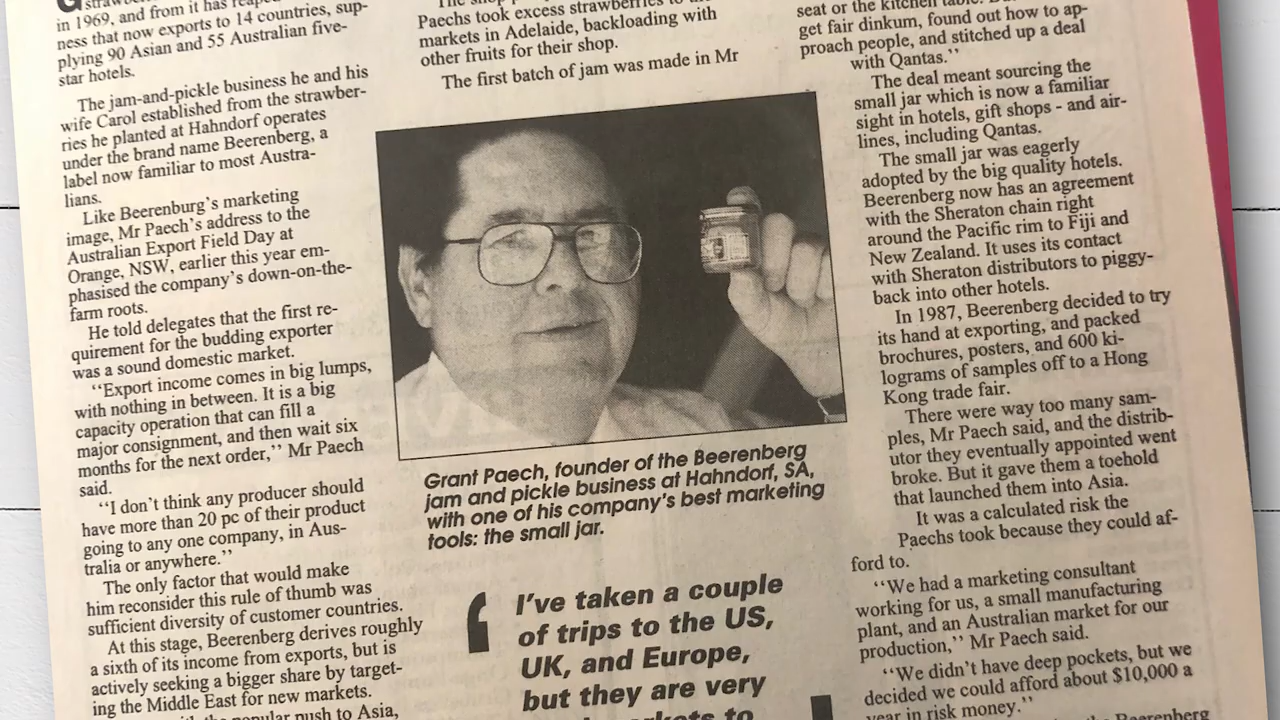 in 1969, and from it has reaped
ness that now exports to 14 countries, sup-
plying 90 Asian and 55 Australian five-
star hotels.
The jam-and-pickle business he and his
wife Carol established from the strawber-
ries he planted at Hahndorf operates
under the brand name Beerenberg, a
label now familiar to most Austra-
lians.
Like Beerenburg's marketing
image, Mr Paech's address to the
Australian Export Field Day at
Orange, NSW, earlier this year em-
phasised the company's down-on-the-
farm roots.
He told delegates that the first re-
quirement for the budding exporter
was a sound domestic market.
"Export income comes in big lumps,
with nothing in between. It is a big
capacity operation that can fill a
major consignment, and then wait six
months for the next order," Mr Paech
said.
"I don't think any producer should
have more than 20 pc of their product
going to any one company, in Aus-
tralia or anywhere."
The only factor that would make
him reconsider this rule of thumb was
sufficient diversity of customer countries.
At this stage, Beerenberg derives roughly
a sixth of its income from exports, but is
actively seeking a bigger share by target-
ing the Middle East for new markets.
popular push to Asia,
Paechs took excess strawberries to
markets in Adelaide, backloading with
other fruits for their shop.
The first batch of jam was made in Mr
Grant Paech, founder of the Beerenberg
jam and pickle business at Hahndorf, SA,
with one of his company's best marketing
tools: the small jar.
‘ I've taken a couple
of trips to the US,
UK, and Europe,
but they are very
seat or the kitchen table.
get fair dinkum, found out how to ap-
proach people, and stitched up a deal
with Qantas."
The deal meant sourcing the
small jar which is now a familiar
sight in hotels, gift shops - and air-
lines, including Qantas.
The small jar was eagerly
adopted by the big quality hotels.
Beerenberg now has an agreement
with the Sheraton chain right
around the Pacific rim to Fiji and
New Zealand. It uses its contact
with Sheraton distributors to piggy-
back into other hotels.
In 1987, Beerenberg decided to try
its hand at exporting, and packed
brochures, posters, and 600 ki-
lograms of samples off to a Hong
Kong trade fair.
There were way too many sam-
ples, Mr Paech said, and the distrib-
utor they eventually appointed went
broke. But it gave them a toehold
that launched them into Asia.
It was a calculated risk the
Paechs took because they could af-
ford to.
"We had a marketing consultant
working for us, a small manufacturing
plant, and an Australian market for our
production," Mr Paech said.
"We didn't have deep pockets, but we
decided we could afford about $10,000 a
year in risk money."
Beerenberg